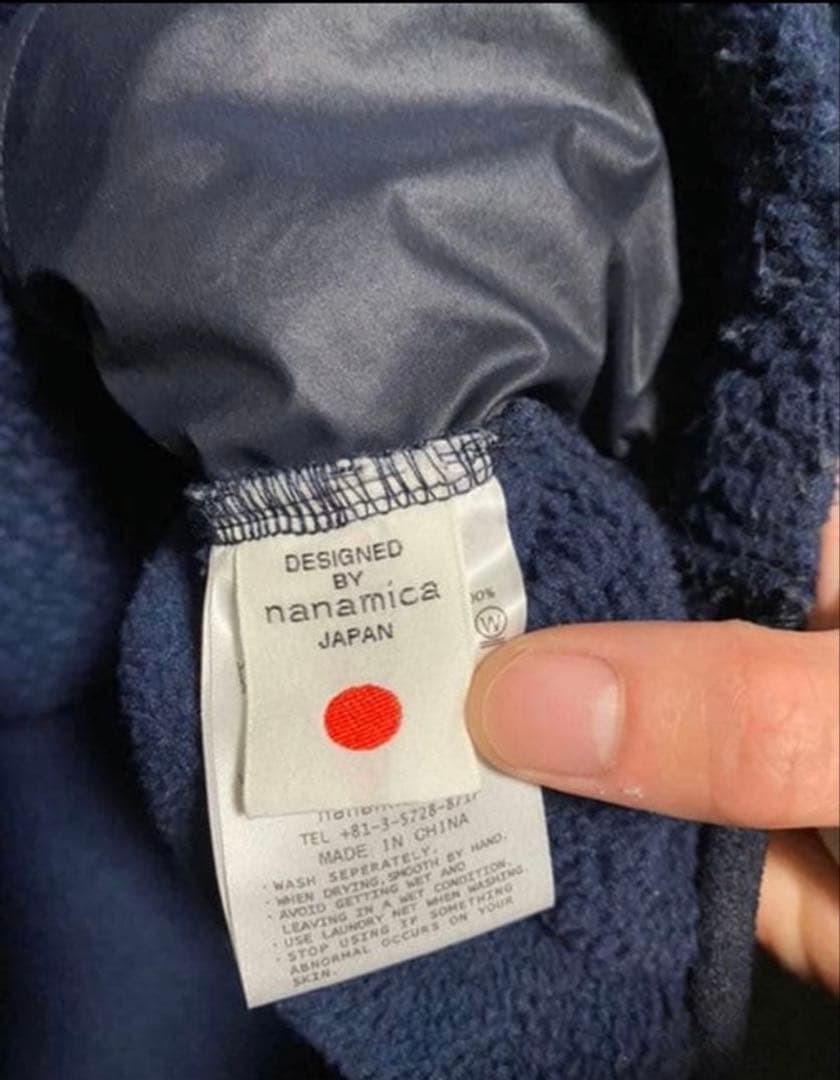 DESIGNED
BY
nanamica
JAPAN
00%
W
TEL +81-3-5728-
MADE IN CHINA
・WASH SEPERATELY.
・WHEN DRYING,SMOOTH BY HAND.
・AVOID GETTING WET AND
LEAVING IN A WET CONDITION.
・USE LAUNDRY NET WHEN WASHING.
・STOP USING IF SOMETHING
ABNORMAL OCCURS ON YOUR
SKIN.